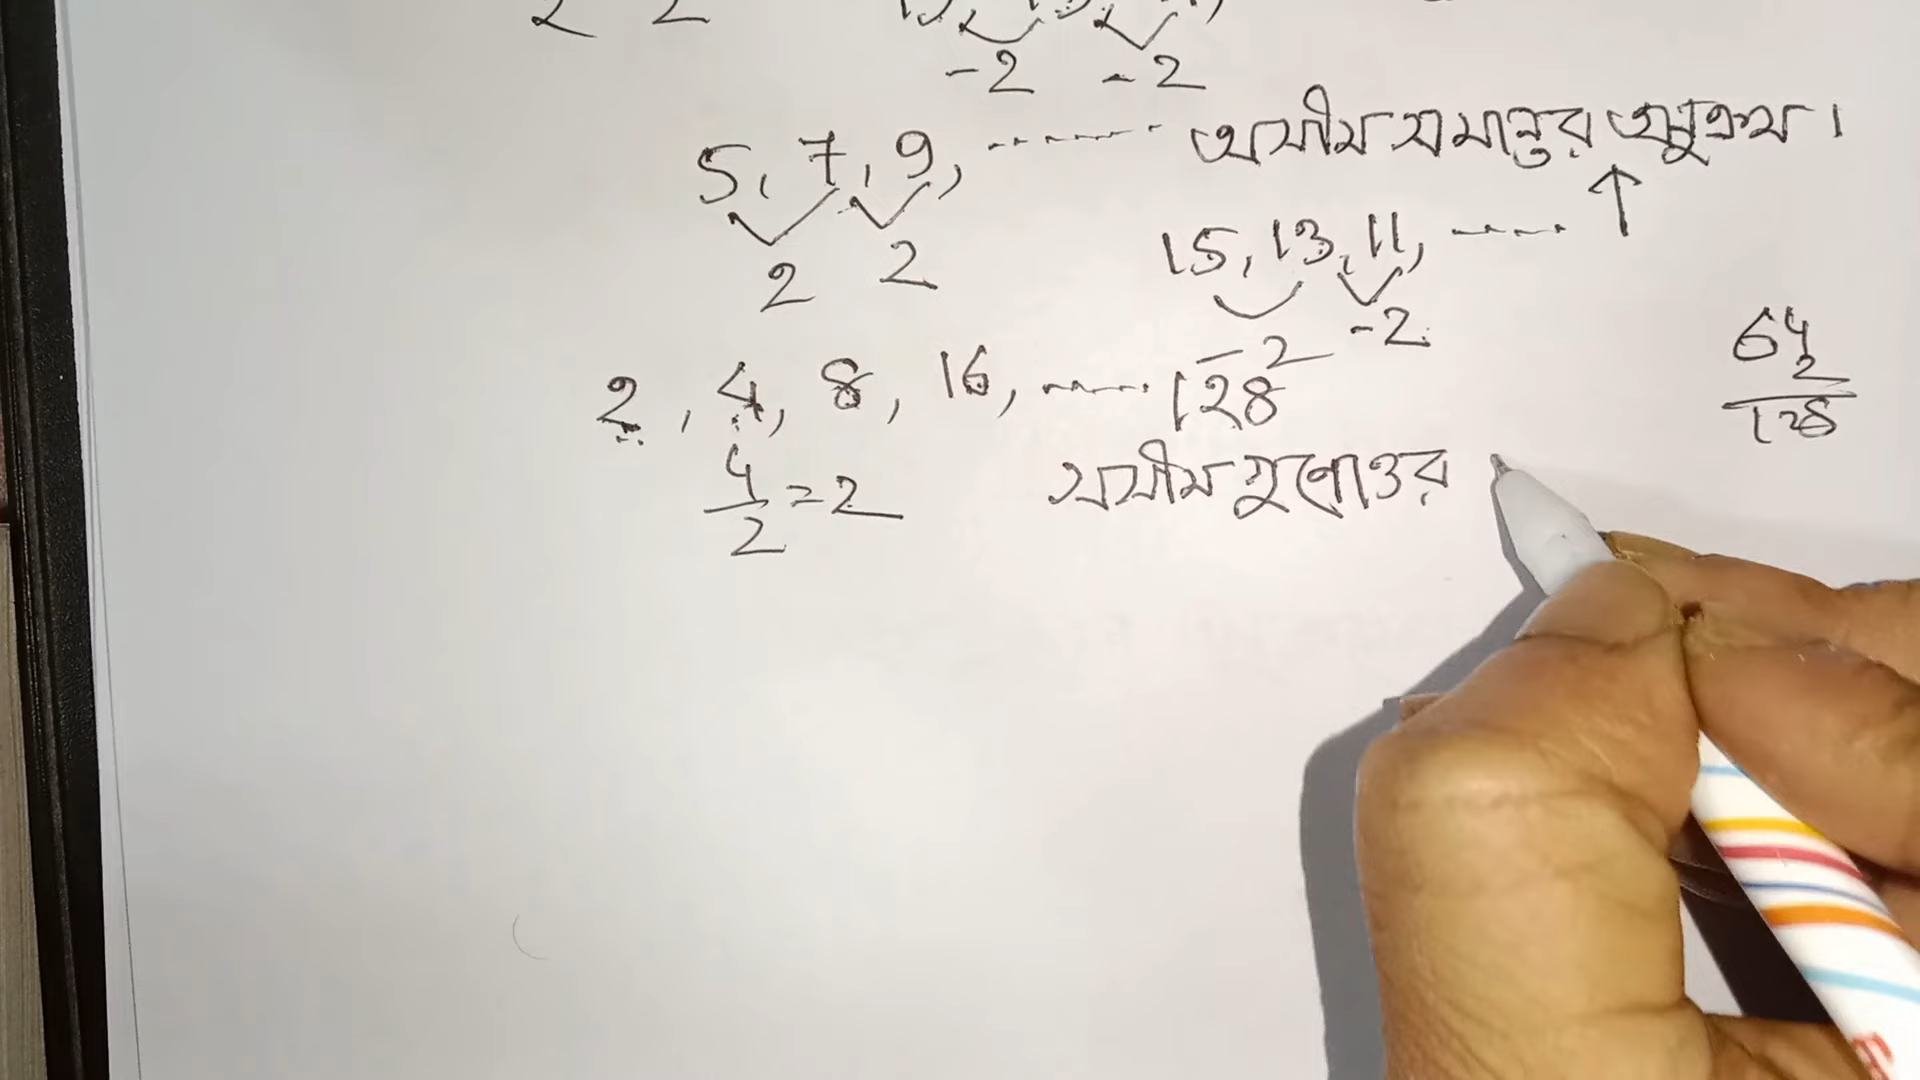 -2 -2
5, 7, 9, ------- অসীম সমান্তর অনুক্রম।
2 2
15, 13, 11, -----
-2 -2
2, 4, 8, 16, ------128
4/2 = 2
সসীম গুণোত্তর
64
2
128